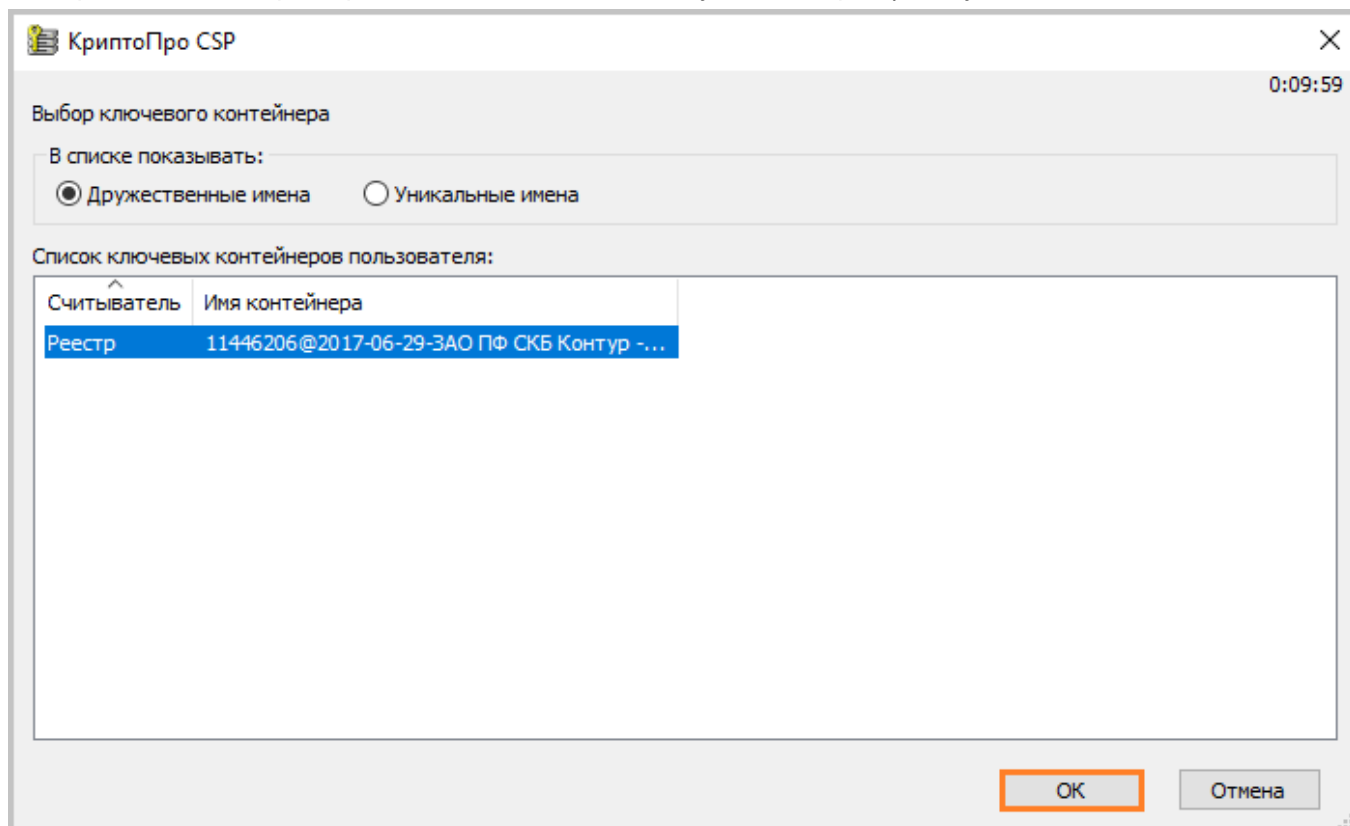 КриптоПро CSP
0:09:59
Выбор ключевого контейнера
В списке показывать:
Дружественные имена Уникальные имена
Список ключевых контейнеров пользователя:
Считыватель Имя контейнера
Реестр 11446206@2017-06-29-ЗАО ПФ СКБ Контур -...
ОК Отмена